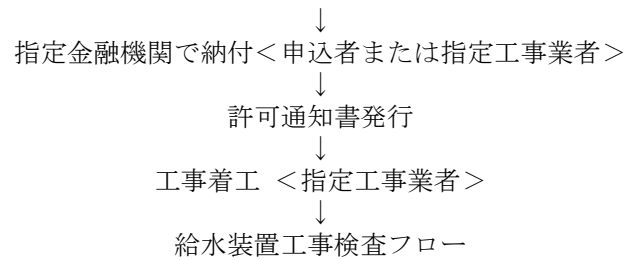 ↓
指定金融機関で納付＜申込者または指定工事業者＞
↓
許可通知書発行
↓
工事着工 ＜指定工事業者＞
↓
給水装置工事検査フロー